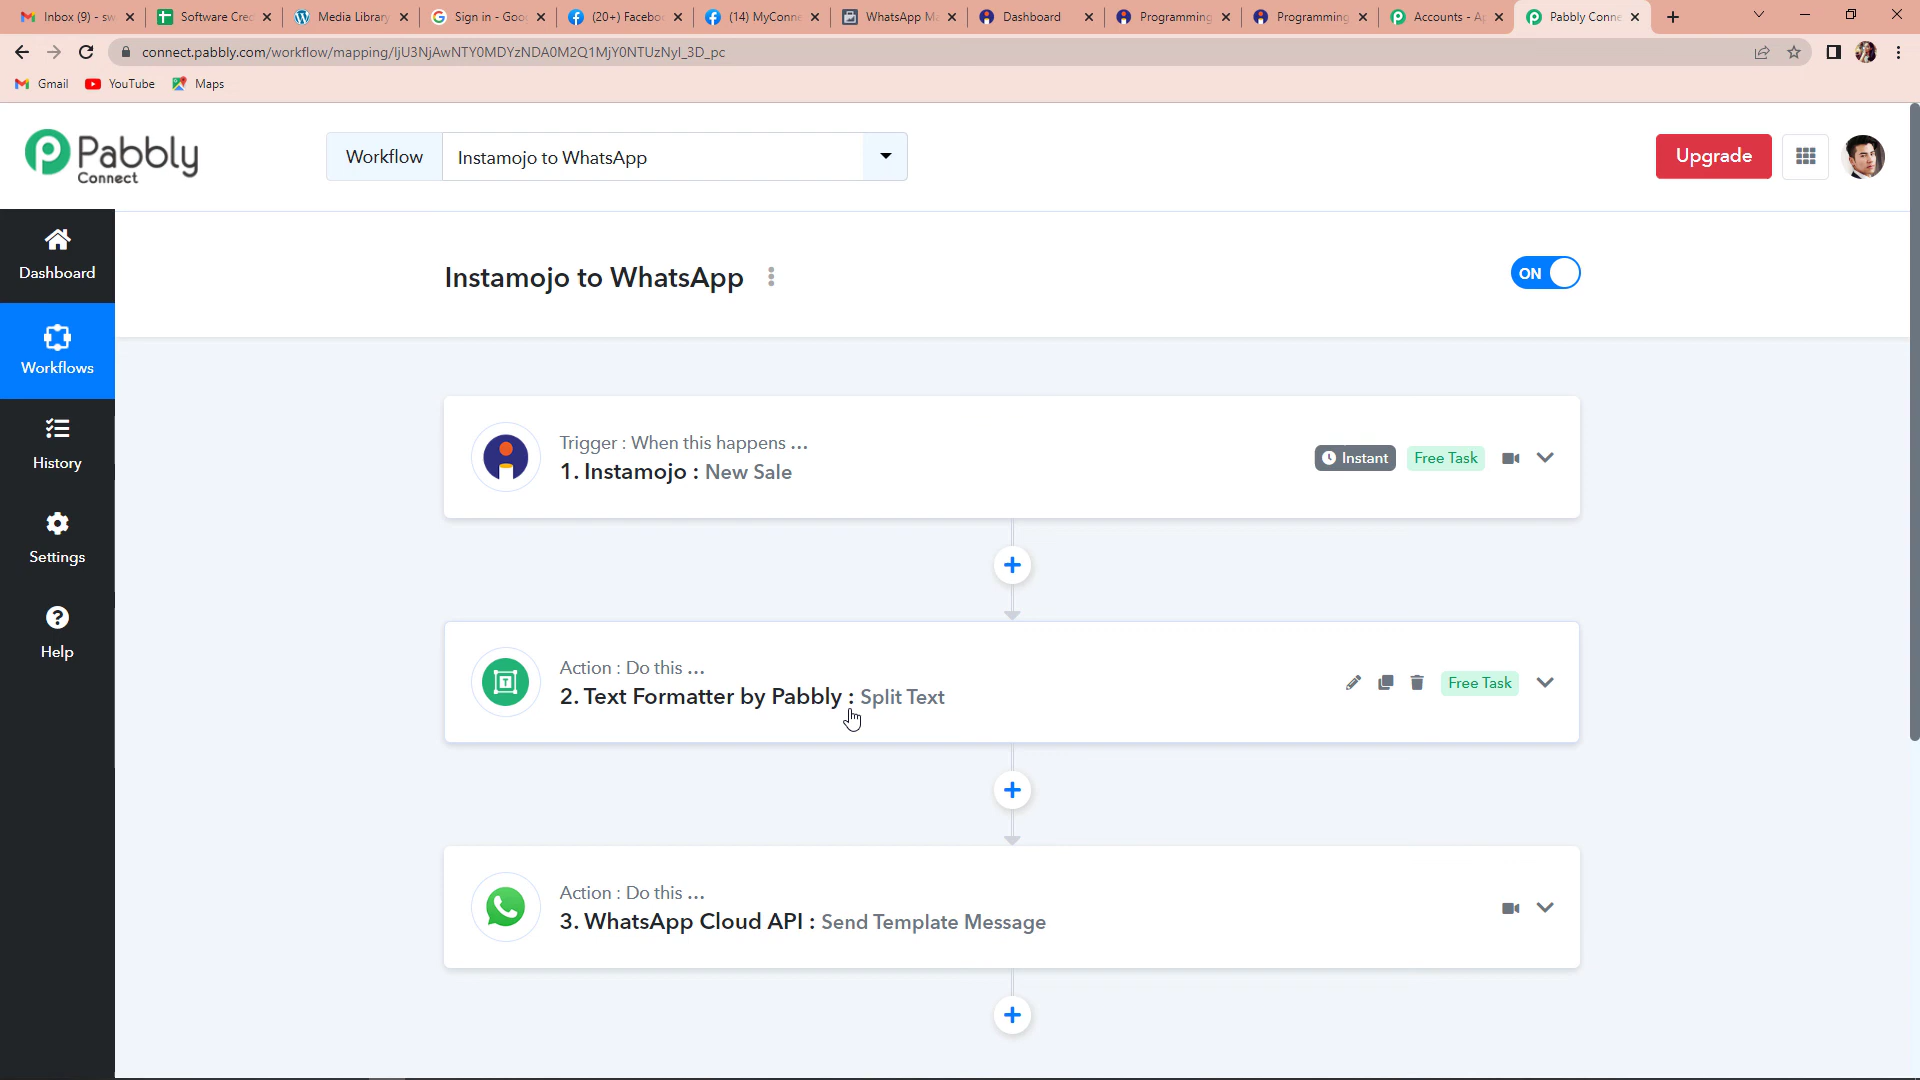 Inbox (9) - sw
Software Crec
Media Library
Sign in - Goo
(20+) Facebo
(14) MyConne
WhatsApp M
Dashboard
Programming
Programming
Accounts - A
Pabbly Conne
connect.pabbly.com/workflow/mapping/IjU3NjAwNTY0MDYzNDA0M2Q1MjY0NTUzNyI_3D_pc
Gmail
YouTube
Maps
Pabbly
Connect
Workflow
Instamojo to WhatsApp
Upgrade
Dashboard
Workflows
History
Settings
Help
Instamojo to WhatsApp
ON
Trigger : When this happens ...
1. Instamojo : New Sale
Instant
Free Task
Action : Do this ...
2. Text Formatter by Pabbly : Split Text
Free Task
Action : Do this ...
3. WhatsApp Cloud API : Send Template Message